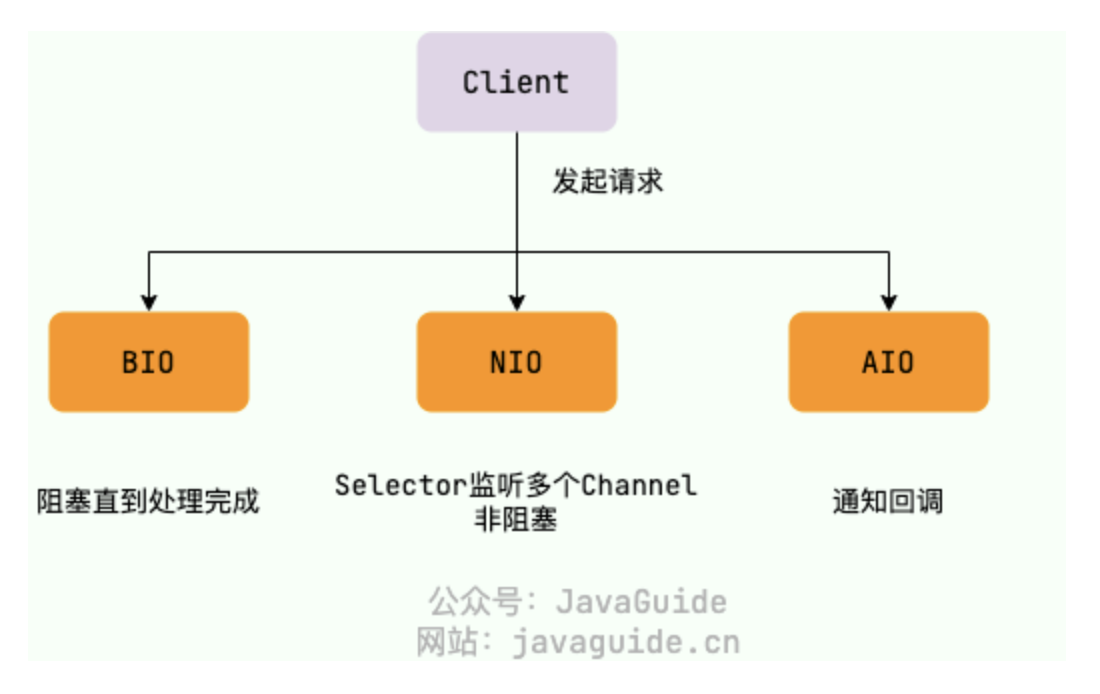 Client
发起请求
BIO
NIO
AIO
阻塞直到处理完成
Selector监听多个Channel
非阻塞
通知回调
公众号：JavaGuide
网站：javaguide.cn